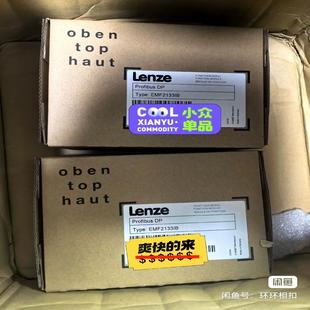 oben
top
haut
Lenze
Profibus DP
Type: EMF2133IB
COOL
XIANYU-
COMMODITY
小众
单品
oben
top
haut
Lenze
Profibus DP
Type: EMF2133IB
爽快的来
$$$$$$
闲鱼
闲鱼号：环环相扣